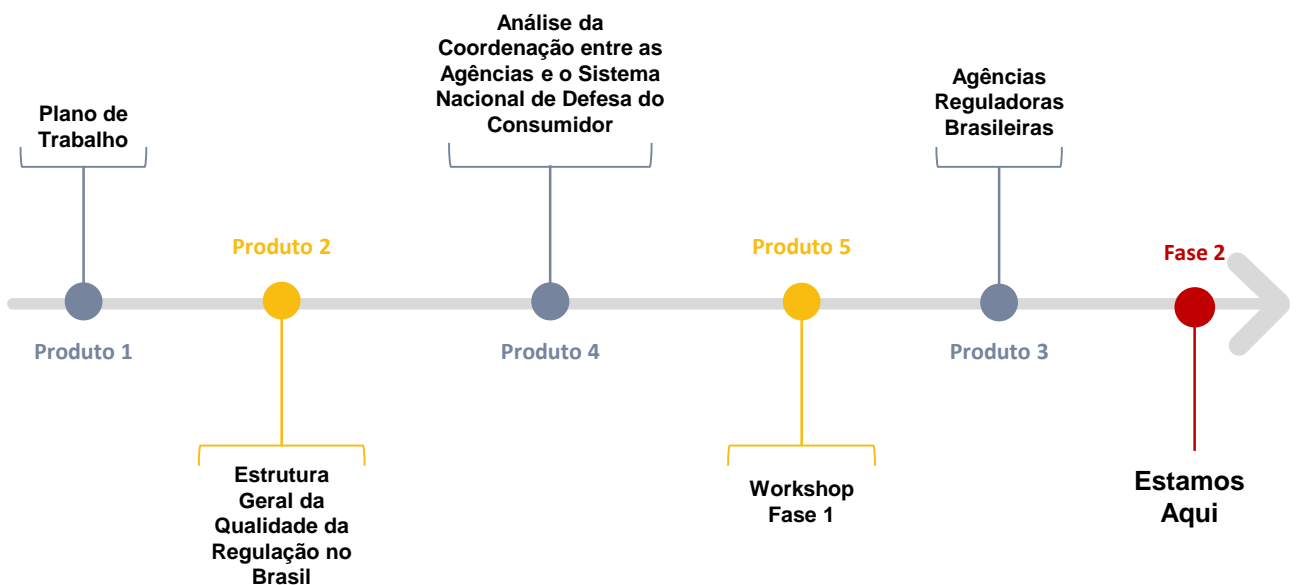 Plano de
Trabalho
Produto 1
Produto 2
Estrutura
Geral da
Qualidade da
Regulação no
Brasil
Análise da
Coordenação entre as
Agências e o Sistema
Nacional de Defesa do
Consumidor
Produto 4
Produto 5
Workshop
Fase 1
Agências
Reguladoras
Brasileiras
Produto 3
Fase 2
Estamos
Aqui